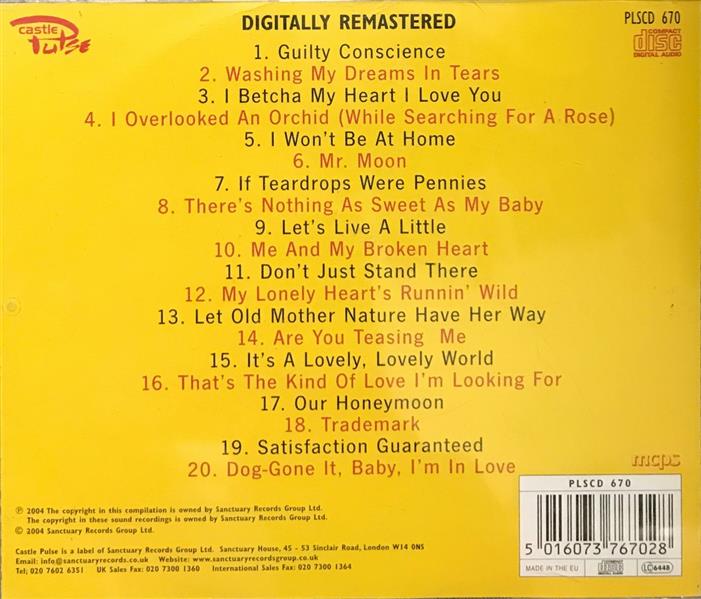 castle
Pulse
DIGITALLY REMASTERED
PLSCD 670
COMPACT
disc
DIGITAL AUDIO
1. Guilty Conscience
2. Washing My Dreams In Tears
3. I Betcha My Heart I Love You
4. I Overlooked An Orchid (While Searching For A Rose)
5. I Won't Be At Home
6. Mr. Moon
7. If Teardrops Were Pennies
8. There's Nothing As Sweet As My Baby
9. Let's Live A Little
10. Me And My Broken Heart
11. Don't Just Stand There
12. My Lonely Heart's Runnin' Wild
13. Let Old Mother Nature Have Her Way
14. Are You Teasing Me
15. It's A Lovely, Lovely World
16. That's The Kind Of Love I'm Looking For
17. Our Honeymoon
18. Trademark
19. Satisfaction Guaranteed
20. Dog-Gone It, Baby, I'm In Love
mcps
℗ 2004 The copyright in this compilation is owned by Sanctuary Records Group Ltd.
The copyright in these sound recordings is owned by Sanctuary Records Group Ltd.
© 2004 Sanctuary Records Group Ltd.
Castle Pulse is a label of Sanctuary Records Group Ltd. Sanctuary House, 45 - 53 Sinclair Road, London W14 0NS
Email: info@sanctuaryrecords.co.uk Website: www.sanctuaryrecordsgroup.co.uk
Tel: 020 7602 6351 UK Sales Fax: 020 7300 1360 International Sales Fax: 020 7300 1364
PLSCD 670
5 016073 767028
MADE IN THE EU
COMPACT
disc
DIGITAL AUDIO
LC 6448